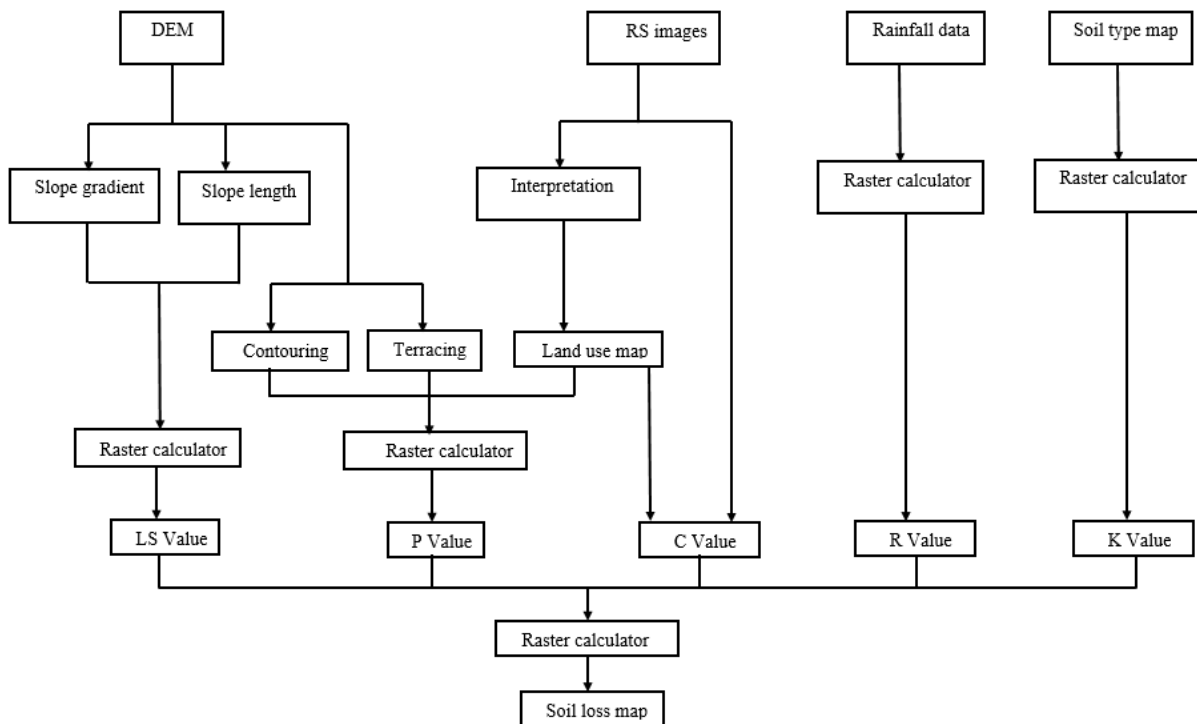 DEM
RS images
Rainfall data
Soil type map
Slope gradient
Slope length
Interpretation
Raster calculator
Raster calculator
Contouring
Terracing
Land use map
Raster calculator
Raster calculator
LS Value
P Value
C Value
R Value
K Value
Raster calculator
Soil loss map